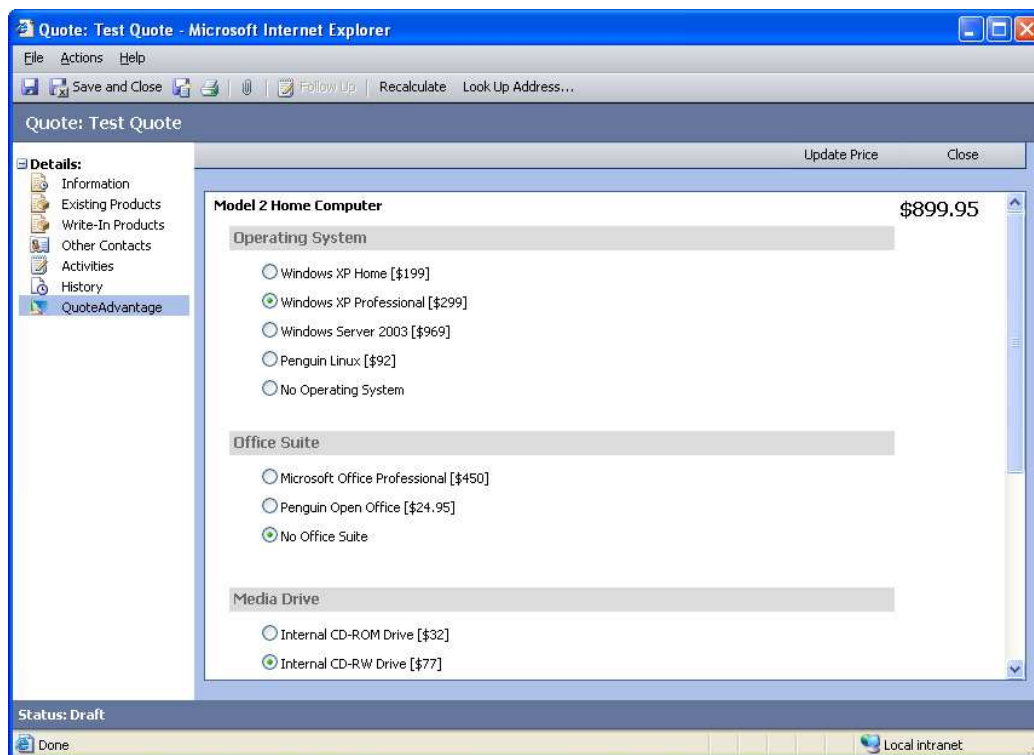 Quote: Test Quote - Microsoft Internet Explorer
File Actions Help
Save and Close Follow Up Recalculate Look Up Address...
Quote: Test Quote
Details:
Information
Existing Products
Write-In Products
Other Contacts
Activities
History
QuoteAdvantage
Update Price Close
Model 2 Home Computer $899.95
Operating System
Windows XP Home [$199]
Windows XP Professional [$299]
Windows Server 2003 [$969]
Penguin Linux [$92]
No Operating System
Office Suite
Microsoft Office Professional [$450]
Penguin Open Office [$24.95]
No Office Suite
Media Drive
Internal CD-ROM Drive [$32]
Internal CD-RW Drive [$77]
Status: Draft
Done Local intranet